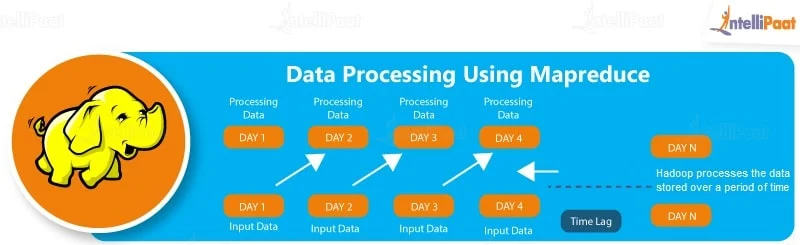 IntelliPaat
Data Processing Using Mapreduce
Processing Data
Processing Data
Processing Data
Processing Data
DAY 1
DAY 2
DAY 3
DAY 4
DAY N
Hadoop processes the data
stored over a period of time
DAY 1
DAY 2
DAY 3
DAY 4
Time Lag
DAY N
Input Data
Input Data
Input Data
Input Data